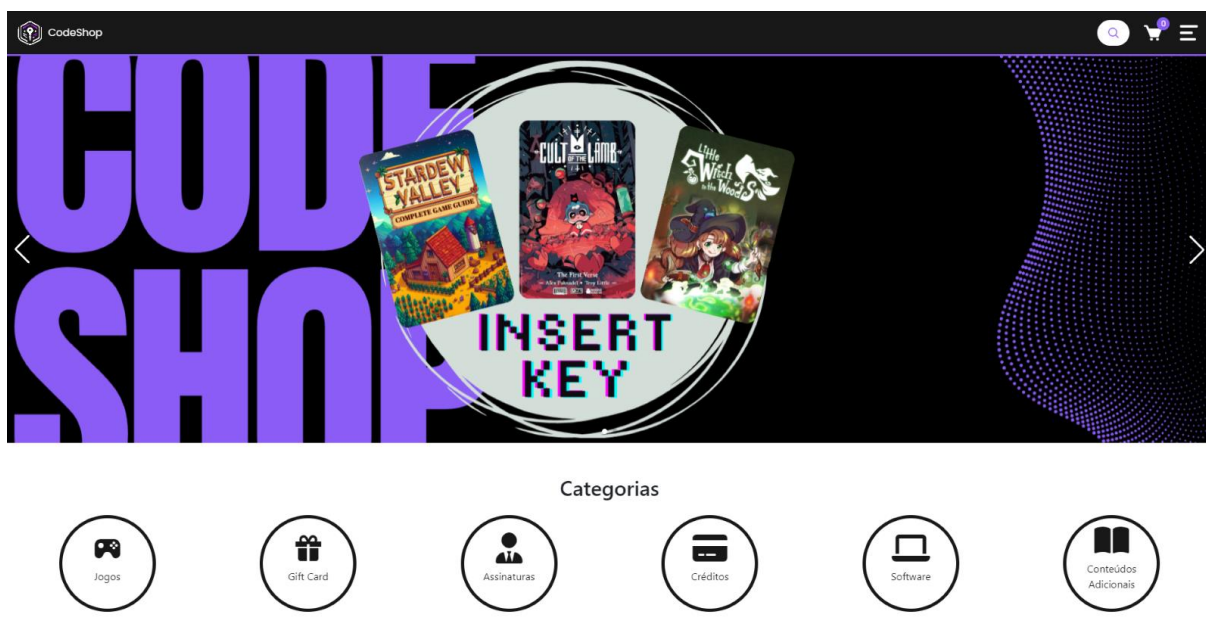 CodeShop
0
CODE
SHOP
STARDEW
VALLEY
COMPLETE GAME GUIDE
CULT OF THE LAMB
The First Verse
Little
Witch
in the Woods
INSERT
KEY
Categorias
Jogos
Gift Card
Assinaturas
Créditos
Software
Conteúdos
Adicionais